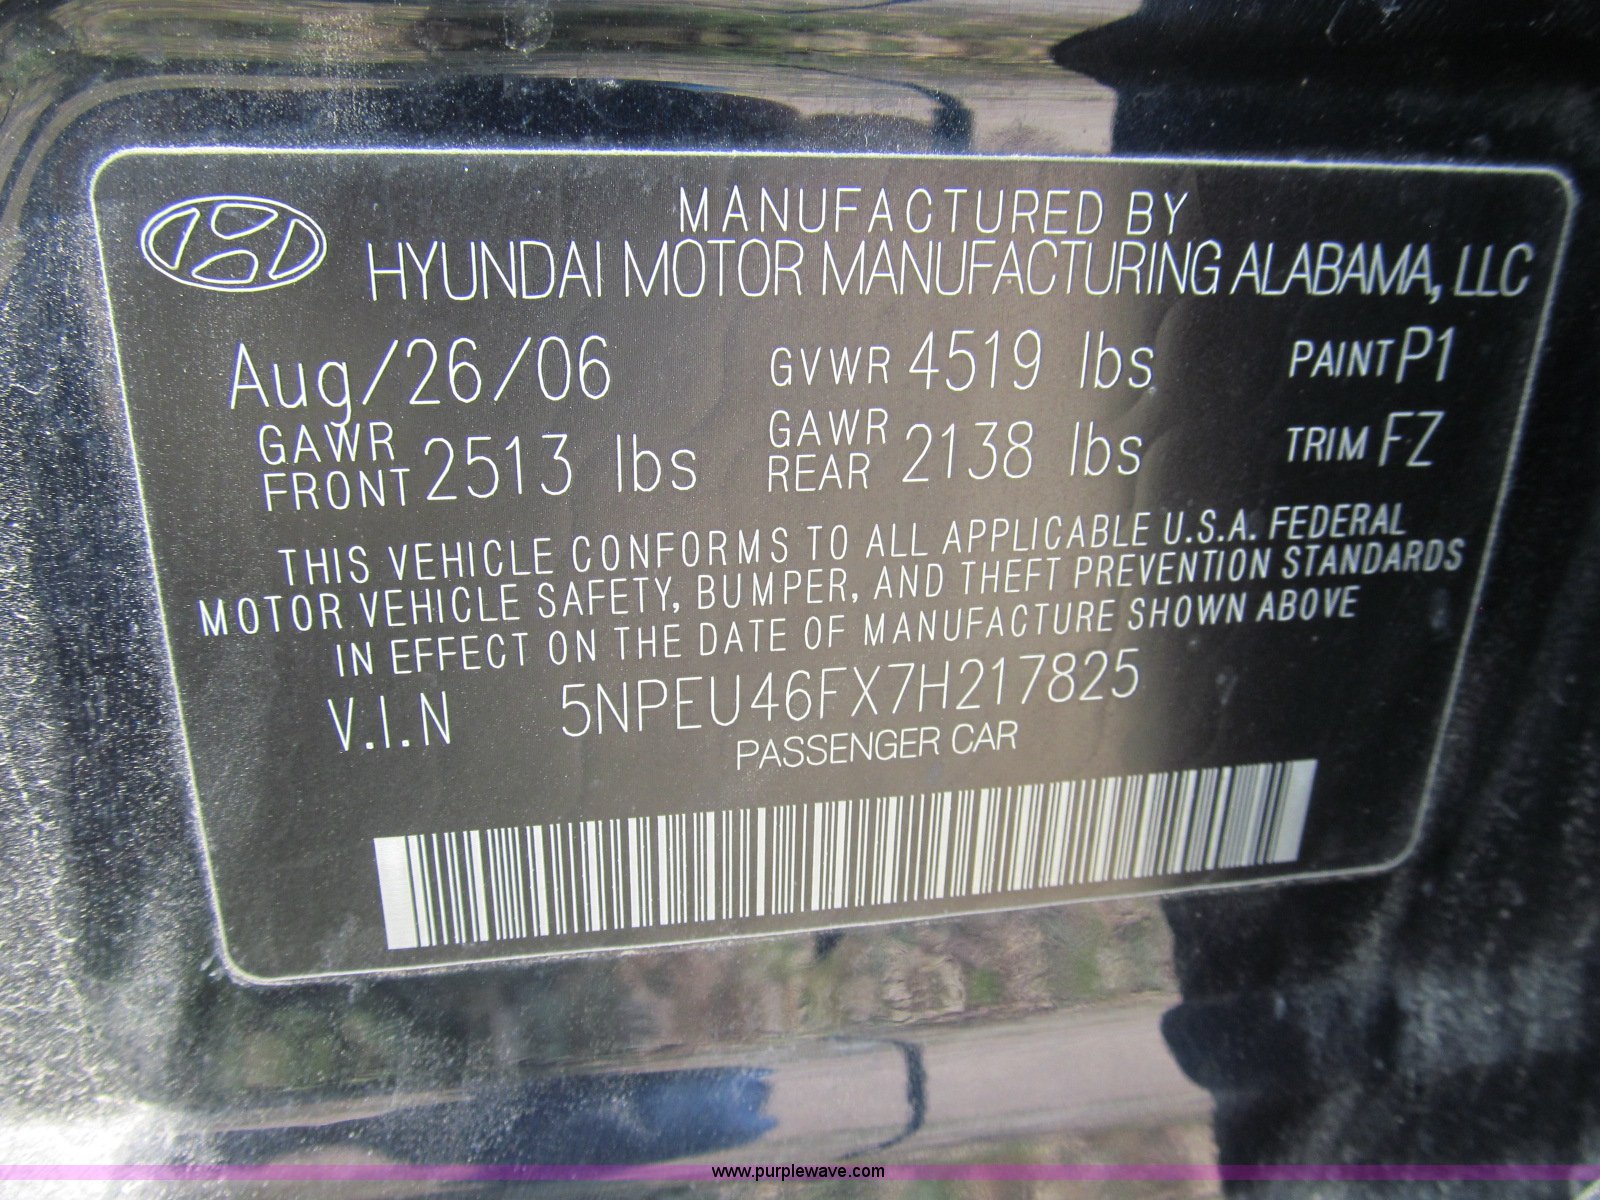 MANUFACTURED BY
HYUNDAI MOTOR MANUFACTURING ALABAMA, LLC
Aug/26/06 GVWR 4519 lbs PAINT P1
GAWR FRONT 2513 lbs GAWR REAR 2138 lbs TRIM FZ
THIS VEHICLE CONFORMS TO ALL APPLICABLE U.S.A. FEDERAL
MOTOR VEHICLE SAFETY, BUMPER, AND THEFT PREVENTION STANDARDS
IN EFFECT ON THE DATE OF MANUFACTURE SHOWN ABOVE
V.I.N 5NPEU46FX7H217825
PASSENGER CAR
www.purplewave.com